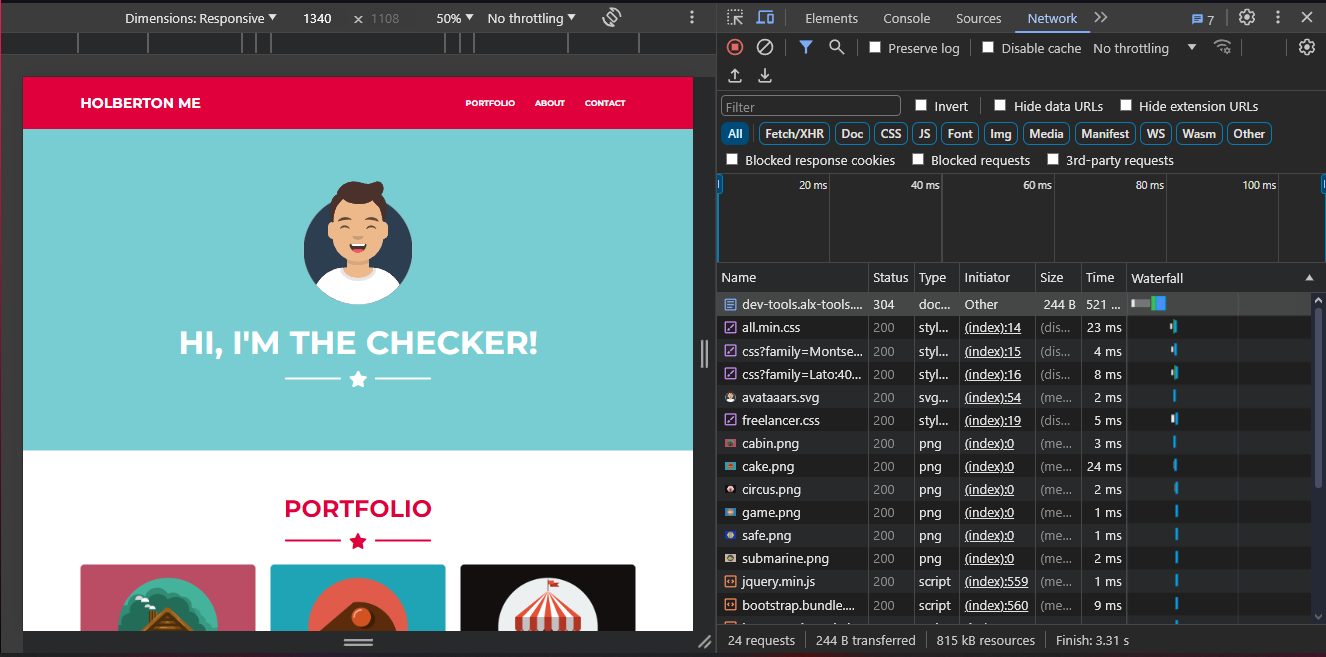 Dimensions: Responsive 1340 × 1108 50% No throttling
Elements Console Sources Network 7
Preserve log Disable cache No throttling
Filter Invert Hide data URLs Hide extension URLs
All Fetch/XHR Doc CSS JS Font Img Media Manifest WS Wasm Other
Blocked response cookies Blocked requests 3rd-party requests
20 ms 40 ms 60 ms 80 ms 100 ms
Name Status Type Initiator Size Time Waterfall
dev-tools.alx-tools.... 304 doc... Other 244 B 521 ...
all.min.css 200 styl... (index):14 (dis... 23 ms
css?family=Montse... 200 styl... (index):15 (dis... 4 ms
css?family=Lato:40... 200 styl... (index):16 (dis... 8 ms
avataaars.svg 200 svg... (index):54 (me... 2 ms
freelancer.css 200 styl... (index):19 (dis... 5 ms
cabin.png 200 png (index):0 (me... 3 ms
cake.png 200 png (index):0 (me... 24 ms
circus.png 200 png (index):0 (me... 2 ms
game.png 200 png (index):0 (me... 1 ms
safe.png 200 png (index):0 (me... 1 ms
submarine.png 200 png (index):0 (me... 2 ms
jquery.min.js 200 script (index):559 (me... 1 ms
bootstrap.bundle.... 200 script (index):560 (me... 9 ms
24 requests 244 B transferred 815 kB resources Finish: 3.31 s
HOLBERTON ME PORTFOLIO ABOUT CONTACT
HI, I'M THE CHECKER!
PORTFOLIO